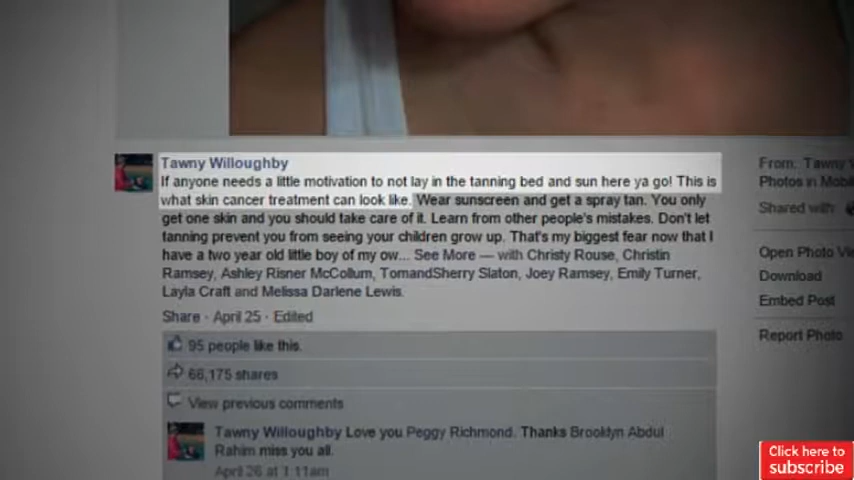 Tawny Willoughby
If anyone needs a little motivation to not lay in the tanning bed and sun here ya go! This is
what skin cancer treatment can look like. Wear sunscreen and get a spray tan. You only
get one skin and you should take care of it. Learn from other people's mistakes. Don't let
tanning prevent you from seeing your children grow up. That's my biggest fear now that I
have a two year old little boy of my ow... See More — with Christy Rouse, Christin
Ramsey, Ashley Risner McCollum, TomandSherry Slaton, Joey Ramsey, Emily Turner,
Layla Craft and Melissa Darlene Lewis.
Share · April 25 · Edited
95 people like this.
66,175 shares
View previous comments
Tawny Willoughby Love you Peggy Richmond. Thanks Brooklyn Abdul
Rahim miss you all.
April 26 at 1:11am
From: Tawny
Photos in
Shared with:
Open Photo
Download
Embed Post
Report Photo
Click here to
subscribe